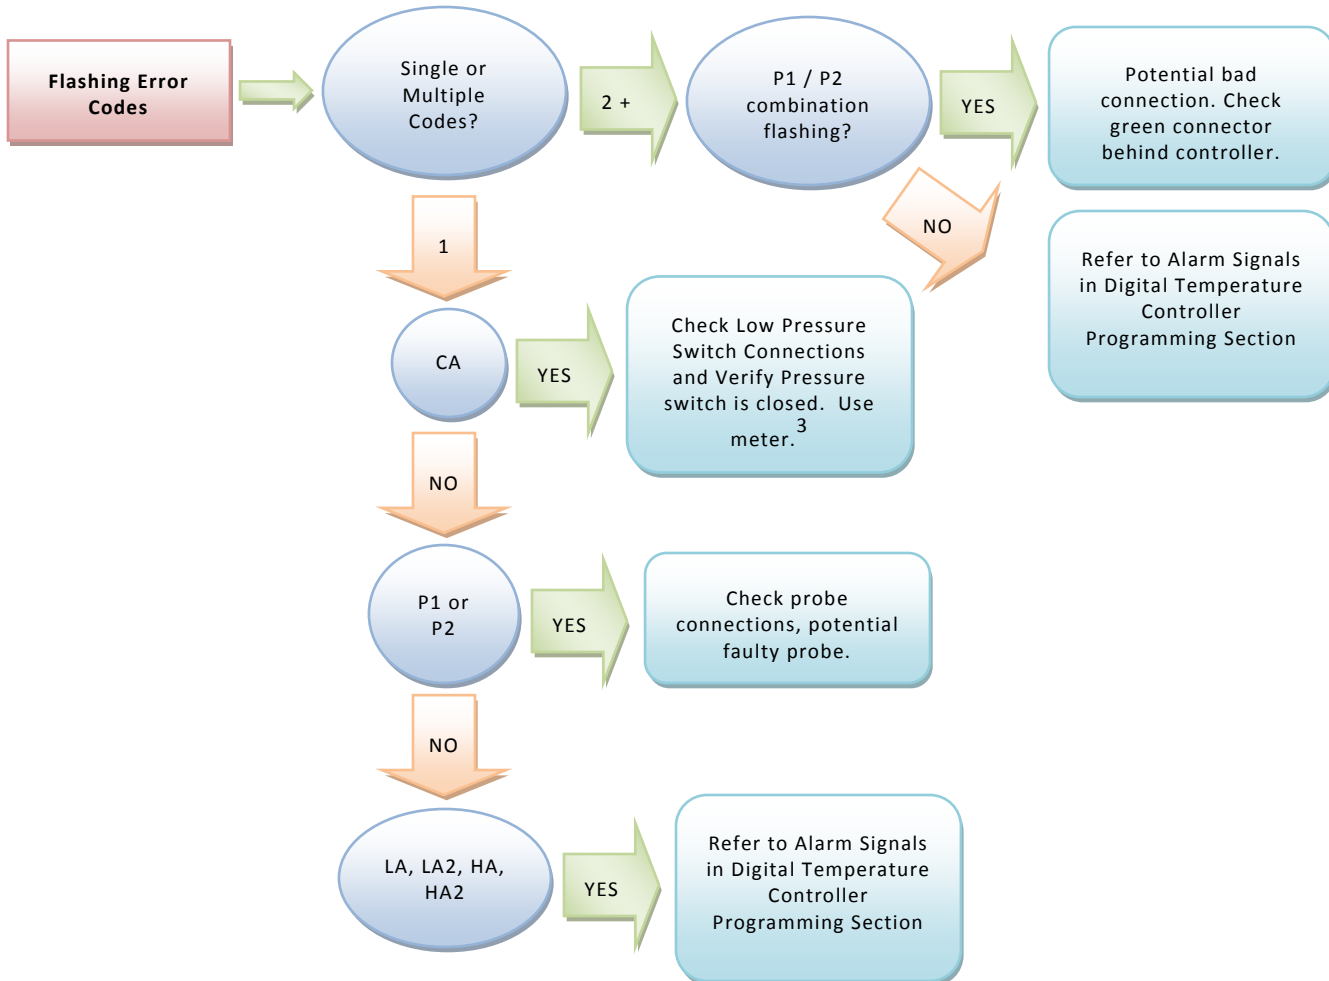 Flashing Error
Codes
Single or
Multiple
Codes?
2 +
P1 / P2
combination
flashing?
YES
Potential bad
connection. Check
green connector
behind controller.
NO
Refer to Alarm Signals
in Digital Temperature
Controller
Programming Section
1
CA
YES
Check Low Pressure
Switch Connections
and Verify Pressure
switch is closed. Use
meter.3
NO
P1 or
P2
YES
Check probe
connections, potential
faulty probe.
NO
LA, LA2, HA,
HA2
YES
Refer to Alarm Signals
in Digital Temperature
Controller
Programming Section